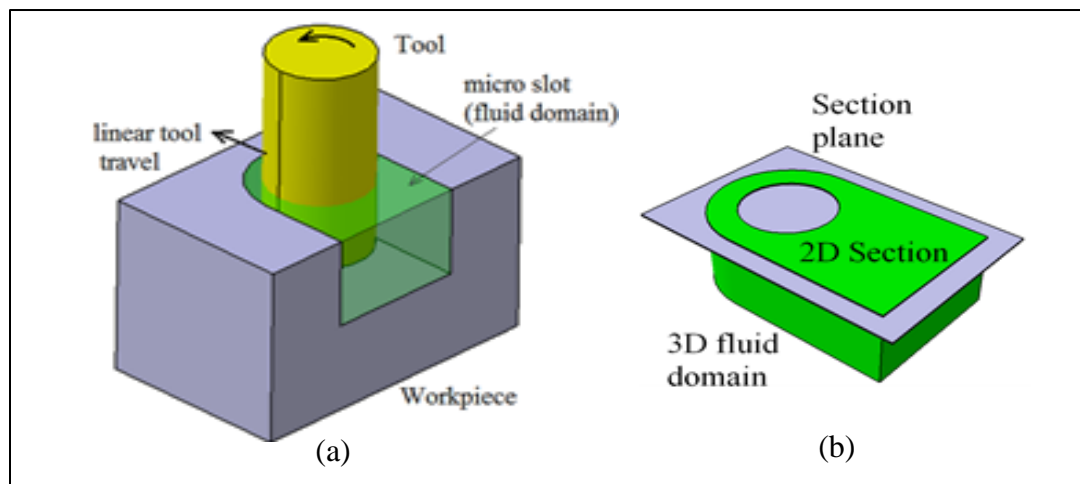 Tool
micro slot
(fluid domain)
linear tool
travel
Workpiece
(a)
Section
plane
2D Section
3D fluid
domain
(b)